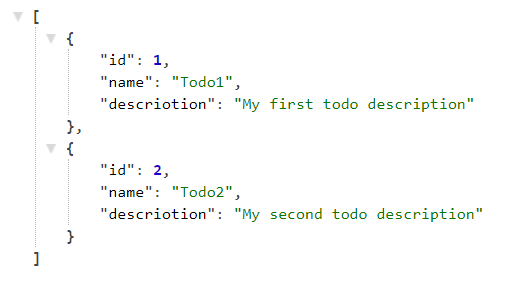 [
{
"id": 1,
"name": "Todo1",
"descriotion": "My first todo description"
},
{
"id": 2,
"name": "Todo2",
"descriotion": "My second todo description"
}
]